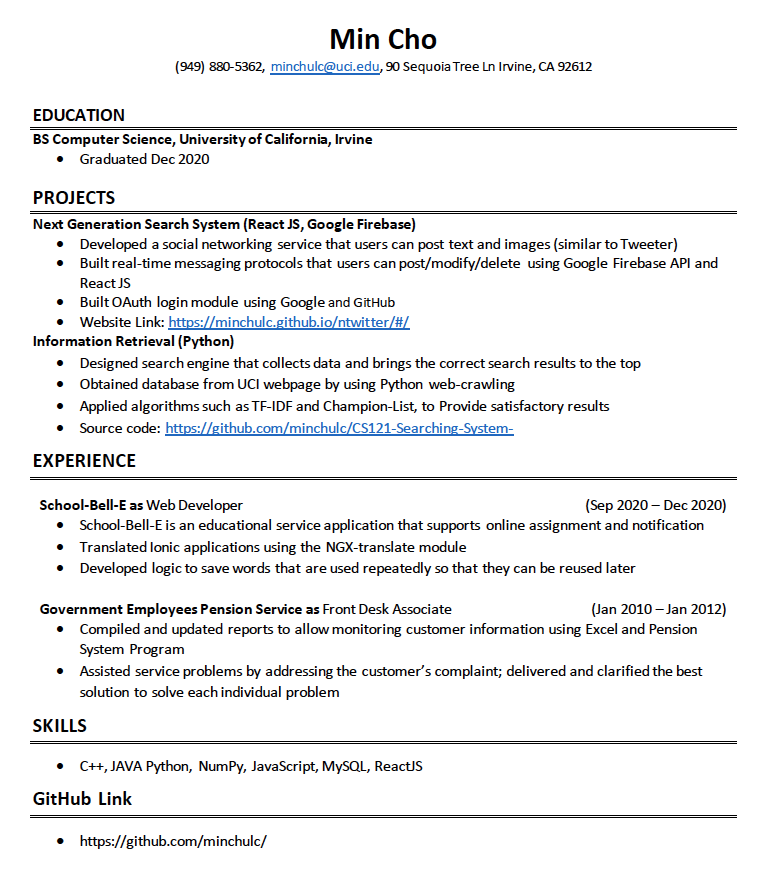 Min Cho
(949) 880-5362, minchulc@uci.edu, 90 Sequoia Tree Ln Irvine, CA 92612
EDUCATION
BS Computer Science, University of California, Irvine
• Graduated Dec 2020
PROJECTS
Next Generation Search System (React JS, Google Firebase)
• Developed a social networking service that users can post text and images (similar to Tweeter)
• Built real-time messaging protocols that users can post/modify/delete using Google Firebase API and
React JS
• Built OAuth login module using Google and GitHub
• Website Link: https://minchulc.github.io/ntwitter/#/
Information Retrieval (Python)
• Designed search engine that collects data and brings the correct search results to the top
• Obtained database from UCI webpage by using Python web-crawling
• Applied algorithms such as TF-IDF and Champion-List, to Provide satisfactory results
• Source code: https://github.com/minchulc/CS121-Searching-System-
EXPERIENCE
School-Bell-E as Web Developer (Sep 2020 – Dec 2020)
• School-Bell-E is an educational service application that supports online assignment and notification
• Translated Ionic applications using the NGX-translate module
• Developed logic to save words that are used repeatedly so that they can be reused later
Government Employees Pension Service as Front Desk Associate (Jan 2010 – Jan 2012)
• Compiled and updated reports to allow monitoring customer information using Excel and Pension
System Program
• Assisted service problems by addressing the customer's complaint; delivered and clarified the best
solution to solve each individual problem
SKILLS
• C++, JAVA Python, NumPy, JavaScript, MySQL, ReactJS
GitHub Link
• https://github.com/minchulc/